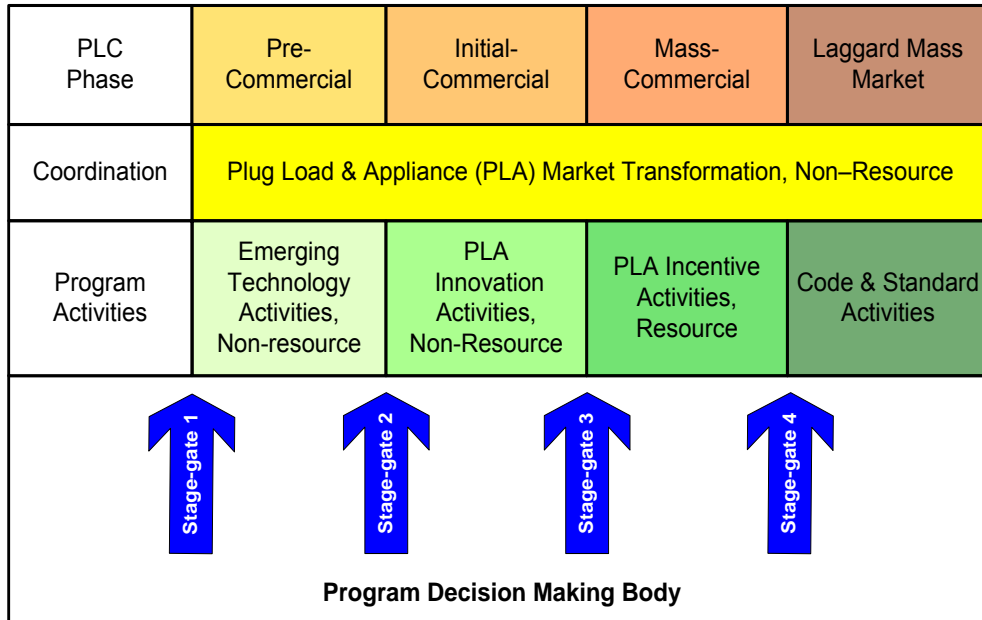 PLC
Phase
Pre-
Commercial
Initial-
Commercial
Mass-
Commercial
Laggard Mass
Market
Coordination
Plug Load & Appliance (PLA) Market Transformation, Non–Resource
Program
Activities
Emerging
Technology
Activities,
Non-resource
PLA
Innovation
Activities,
Non-Resource
PLA Incentive
Activities,
Resource
Code & Standard
Activities
Stage-gate 1
Stage-gate 2
Stage-gate 3
Stage-gate 4
Program Decision Making Body